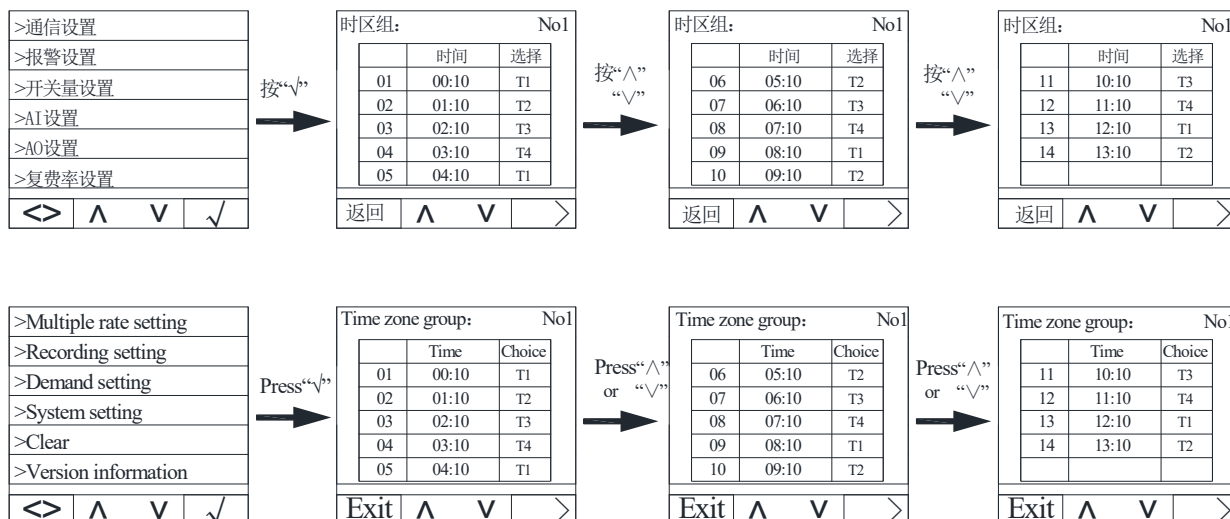 >通信设置
>报警设置
>开关量设置
>AI设置
>AO设置
>复费率设置
<> ∧ ∨ √
按“√”
时区组： No1
时间 选择
01 00:10 T1
02 01:10 T2
03 02:10 T3
04 03:10 T4
05 04:10 T1
返回 ∧ ∨ >
按“∧”
“∨”
时区组： No1
时间 选择
06 05:10 T2
07 06:10 T3
08 07:10 T4
09 08:10 T1
10 09:10 T2
返回 ∧ ∨ >
按“∧”
“∨”
时区组： No1
时间 选择
11 10:10 T3
12 11:10 T4
13 12:10 T1
14 13:10 T2
返回 ∧ ∨ >
>Multiple rate setting
>Recording setting
>Demand setting
>System setting
>Clear
>Version information
<> ∧ ∨ √
Press“√”
Time zone group： No1
Time Choice
01 00:10 T1
02 01:10 T2
03 02:10 T3
04 03:10 T4
05 04:10 T1
Exit ∧ ∨ >
Press“∧”
or “∨”
Time zone group： No1
Time Choice
06 05:10 T2
07 06:10 T3
08 07:10 T4
09 08:10 T1
10 09:10 T2
Exit ∧ ∨ >
Press“∧”
or “∨”
Time zone group： No1
Time Choice
11 10:10 T3
12 11:10 T4
13 12:10 T1
14 13:10 T2
Exit ∧ ∨ >